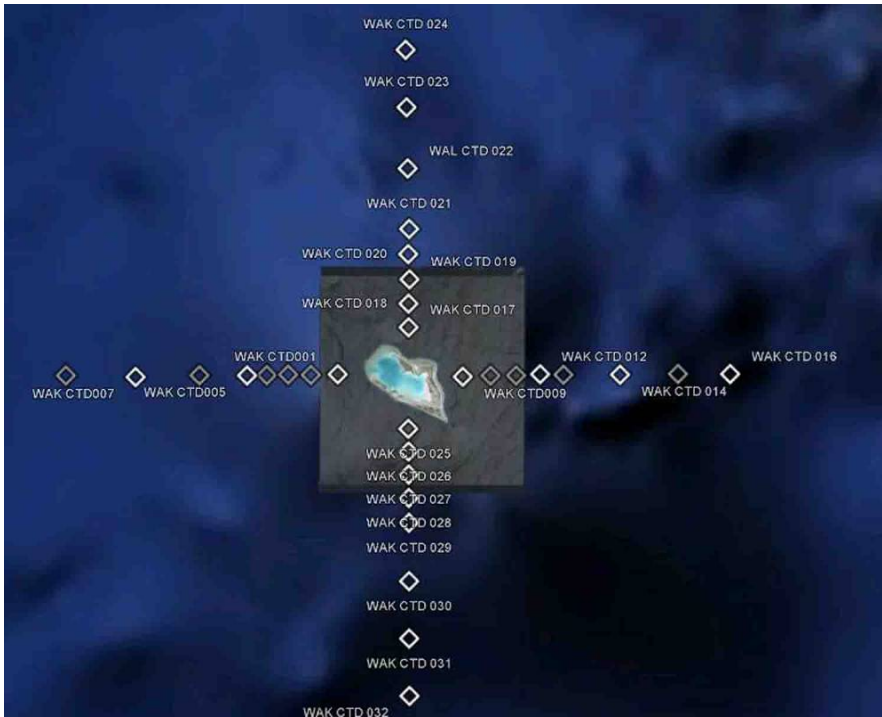 WAK CTD 024
WAK CTD 023
WAL CTD 022
WAK CTD 021
WAK CTD 020
WAK CTD 019
WAK CTD 018
WAK CTD 017
WAK CTD001
WAK CTD 012
WAK CTD 016
WAK CTD007
WAK CTD005
WAK CTD009
WAK CTD 014
WAK CTD 025
WAK CTD 026
WAK CTD 027
WAK CTD 028
WAK CTD 029
WAK CTD 030
WAK CTD 031
WAK CTD 032